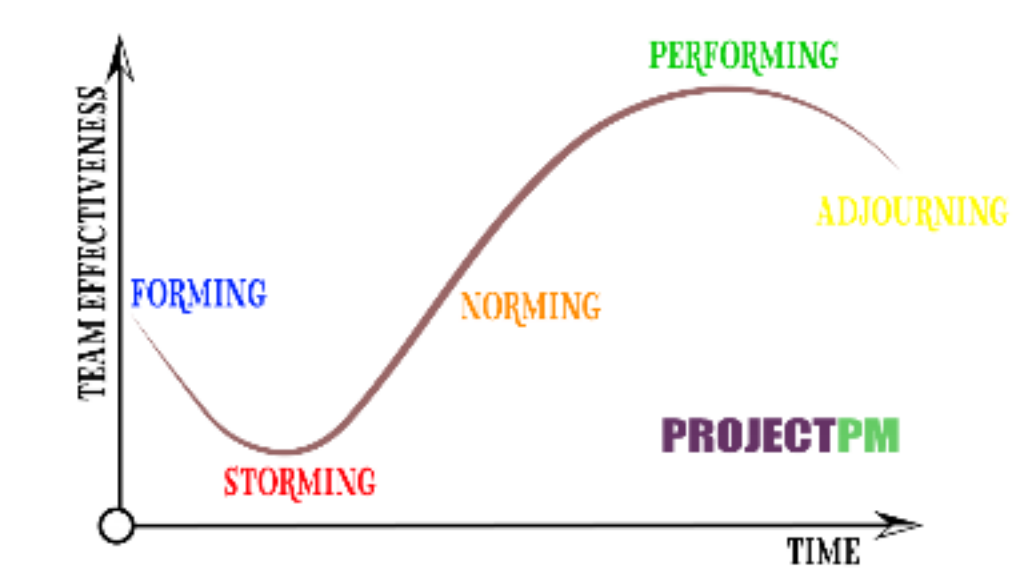 PERFORMING
TEAM EFFECTIVENESS
ADJOURNING
FORMING
NORMING
PROJECTPM
STORMING
TIME